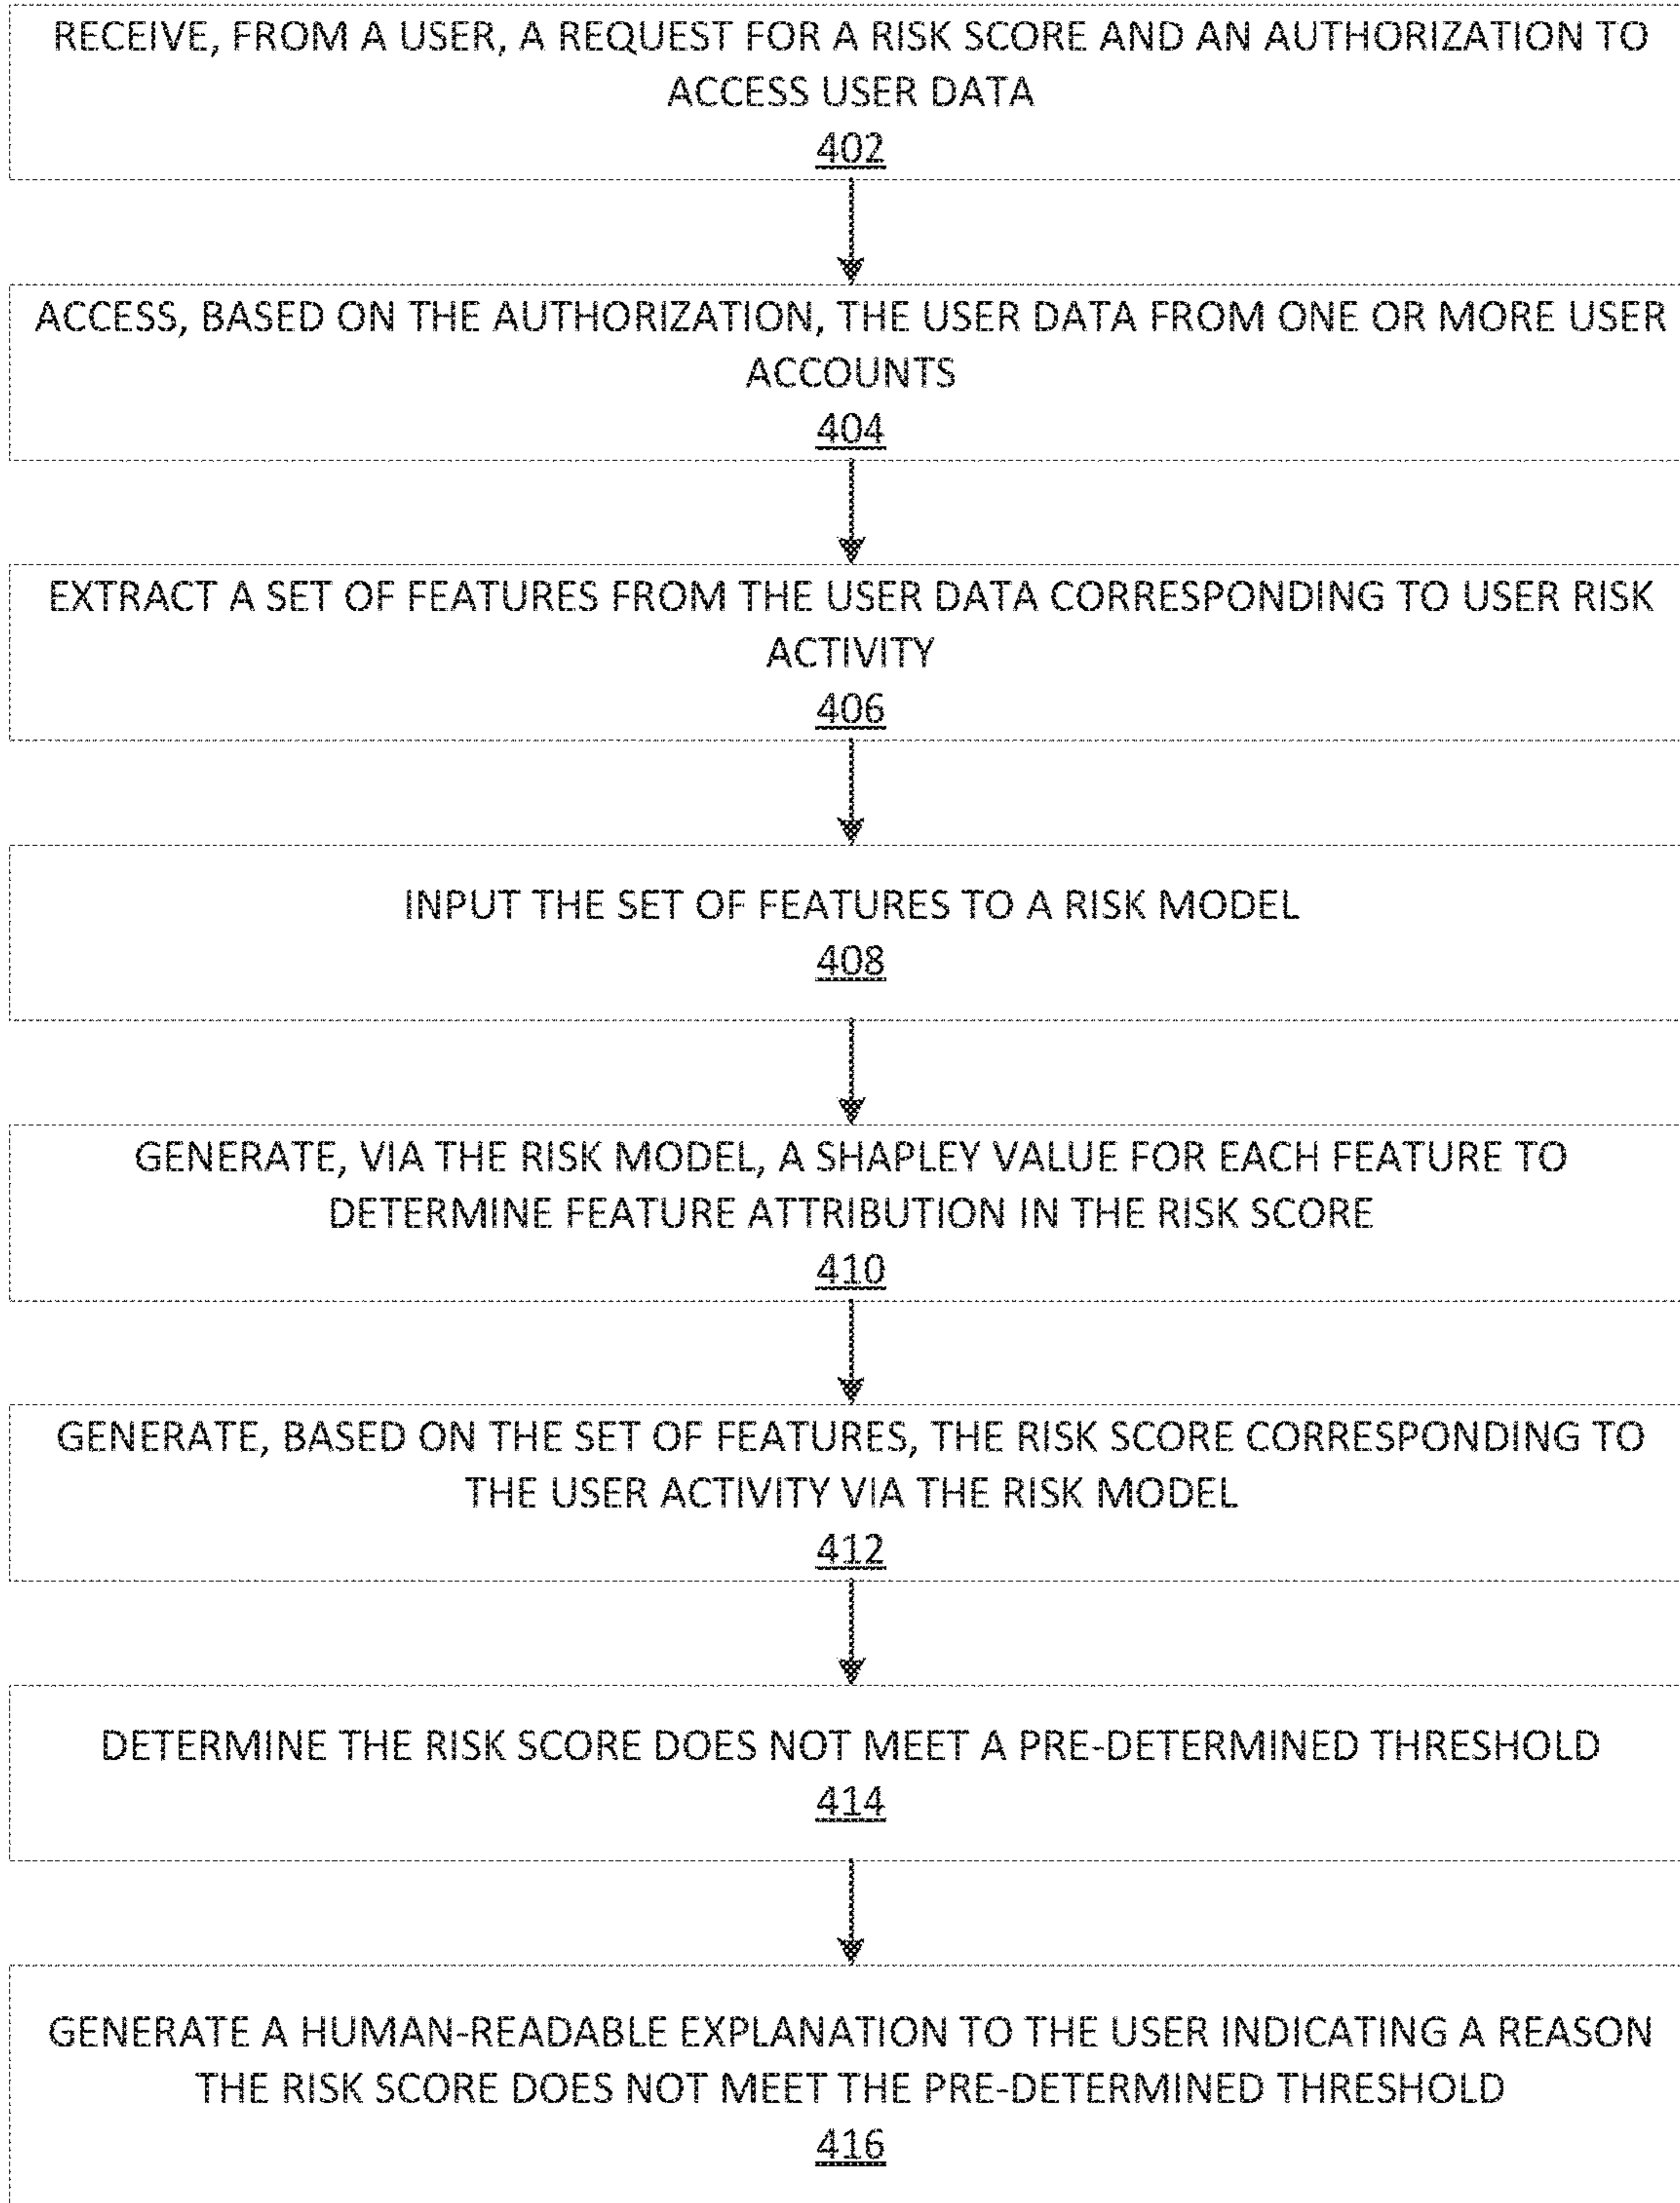 RECEIVE, FROM A USER, A REQUEST FOR A RISK SCORE AND AN AUTHORIZATION TO
ACCESS USER DATA
402
ACCESS, BASED ON THE AUTHORIZATION, THE USER DATA FROM ONE OR MORE USER
ACCOUNTS
404
EXTRACT A SET OF FEATURES FROM THE USER DATA CORRESPONDING TO USER RISK
ACTIVITY
406
INPUT THE SET OF FEATURES TO A RISK MODEL
408
GENERATE, VIA THE RISK MODEL, A SHAPLEY VALUE FOR EACH FEATURE TO
DETERMINE FEATURE ATTRIBUTION IN THE RISK SCORE
410
GENERATE, BASED ON THE SET OF FEATURES, THE RISK SCORE CORRESPONDING TO
THE USER ACTIVITY VIA THE RISK MODEL
412
DETERMINE THE RISK SCORE DOES NOT MEET A PRE-DETERMINED THRESHOLD
414
GENERATE A HUMAN-READABLE EXPLANATION TO THE USER INDICATING A REASON
THE RISK SCORE DOES NOT MEET THE PRE-DETERMINED THRESHOLD
416